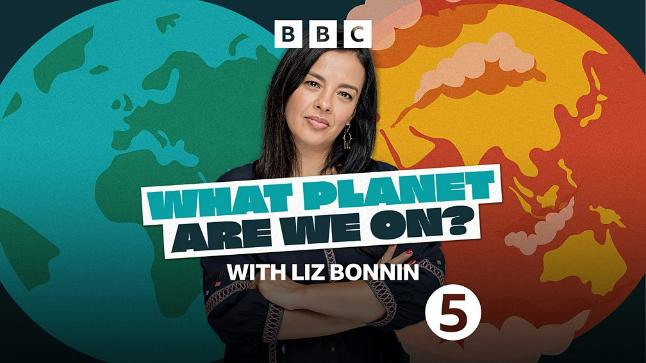 BBC
WHAT PLANET
ARE WE ON?
WITH LIZ BONNIN
5